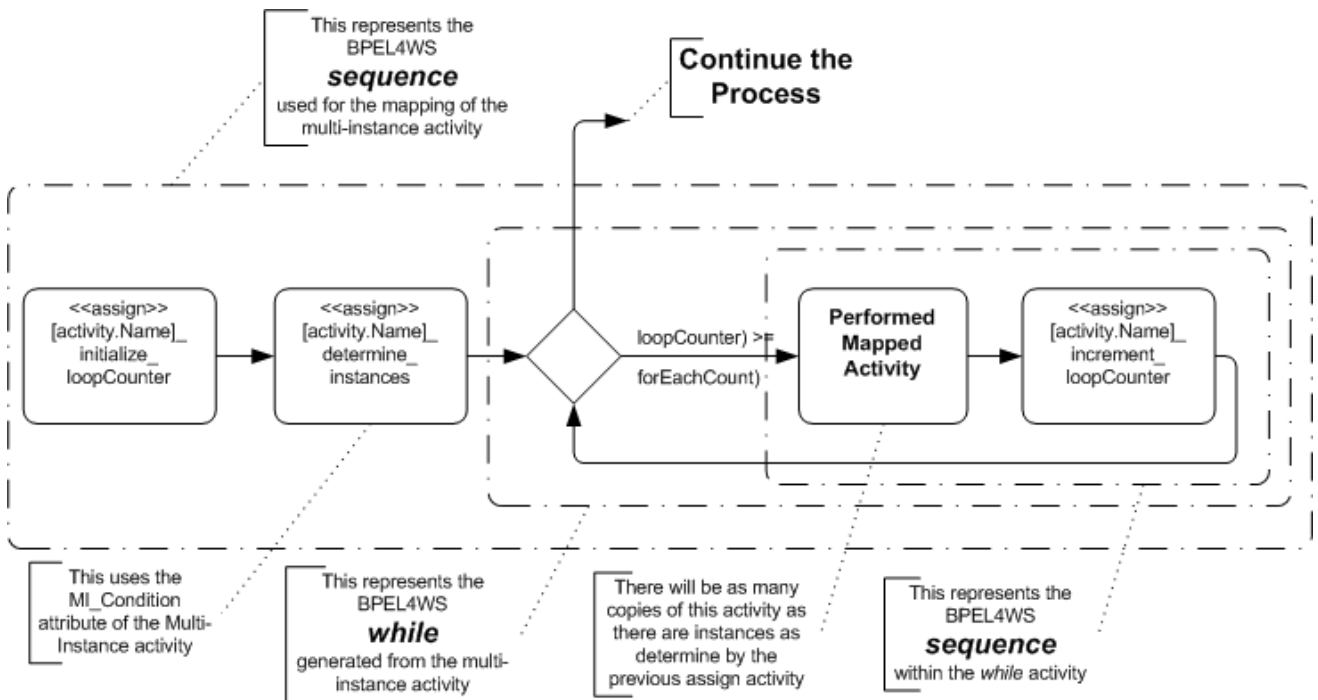 This represents the
BPEL4WS
sequence
used for the mapping of the
multi-instance activity
Continue the
Process
<<assign>>
[activity.Name]_
initialize_
loopCounter
<<assign>>
[activity.Name]_
determine_
instances
loopCounter) >=
forEachCount)
Performed
Mapped
Activity
<<assign>>
[activity.Name]_
increment_
loopCounter
This uses the
MI_Condition
attribute of the Multi-
Instance activity
This represents the
BPEL4WS
while
generated from the multi-
instance activity
There will be as many
copies of this activity as
there are instances as
determine by the
previous assign activity
This represents the
BPEL4WS
sequence
within the while activity